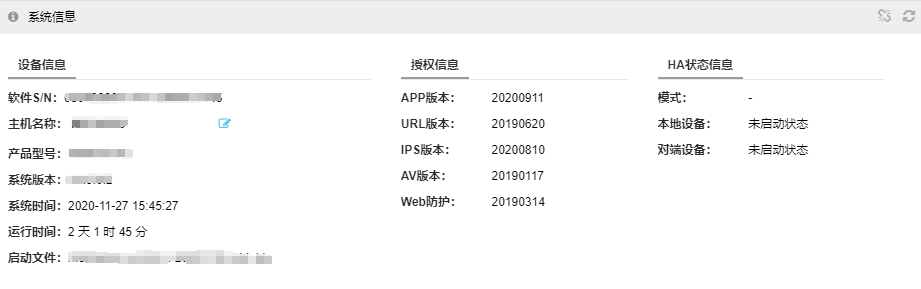 系统信息
设备信息
软件S/N：
主机名称：
产品型号：
系统版本：
系统时间：2020-11-27 15:45:27
运行时间：2 天 1 时 45 分
启动文件：
授权信息
APP版本： 20200911
URL版本： 20190620
IPS版本： 20200810
AV版本： 20190117
Web防护： 20190314
HA状态信息
模式： -
本地设备： 未启动状态
对端设备： 未启动状态